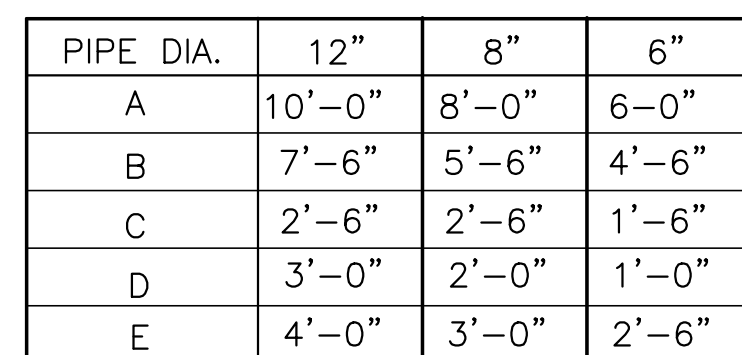 PIPE DIA. 12” 8” 6”
A 10’–0” 8’–0” 6–0”
B 7’–6” 5’–6” 4’–6”
C 2’–6” 2’–6” 1’–6”
D 3’–0” 2’–0” 1’–0”
E 4’–0” 3’–0” 2’–6”